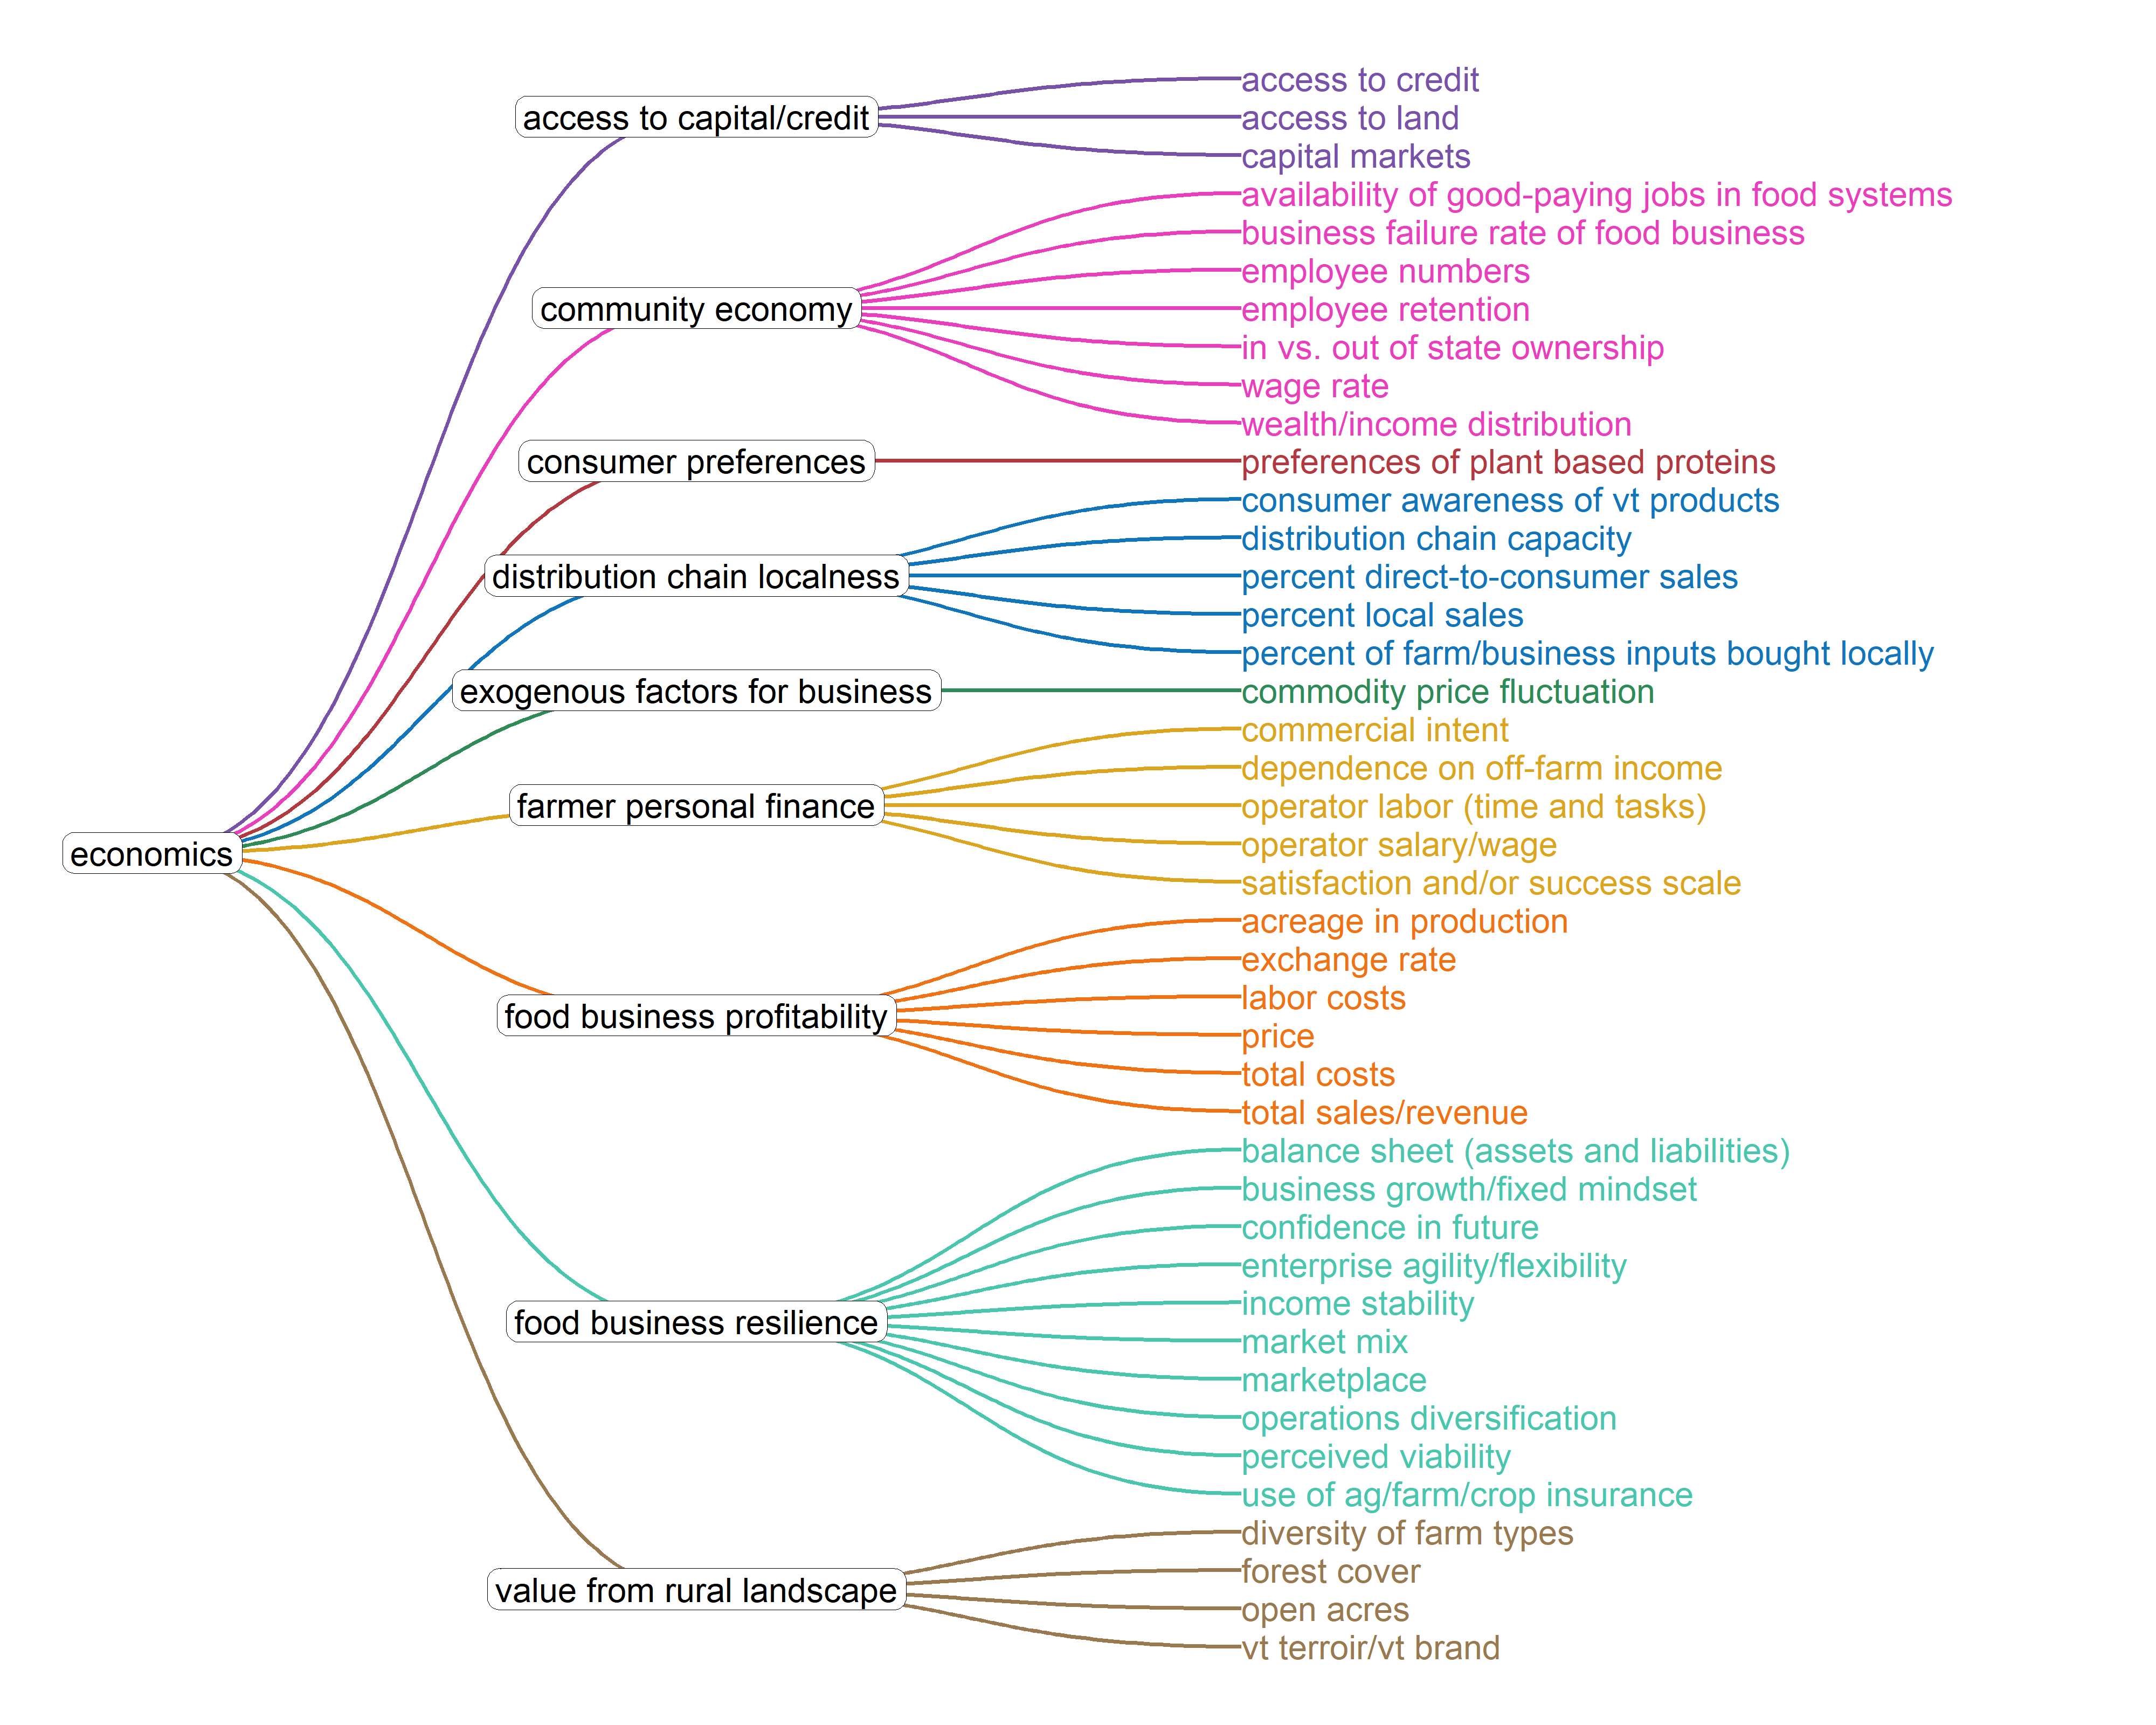 economics
access to capital/credit
access to credit
access to land
capital markets
community economy
availability of good-paying jobs in food systems
business failure rate of food business
employee numbers
employee retention
in vs. out of state ownership
wage rate
wealth/income distribution
consumer preferences
preferences of plant based proteins
distribution chain localness
consumer awareness of vt products
distribution chain capacity
percent direct-to-consumer sales
percent local sales
percent of farm/business inputs bought locally
exogenous factors for business
commodity price fluctuation
farmer personal finance
commercial intent
dependence on off-farm income
operator labor (time and tasks)
operator salary/wage
satisfaction and/or success scale
food business profitability
acreage in production
exchange rate
labor costs
price
total costs
total sales/revenue
food business resilience
balance sheet (assets and liabilities)
business growth/fixed mindset
confidence in future
enterprise agility/flexibility
income stability
market mix
marketplace
operations diversification
perceived viability
use of ag/farm/crop insurance
value from rural landscape
diversity of farm types
forest cover
open acres
vt terroir/vt brand